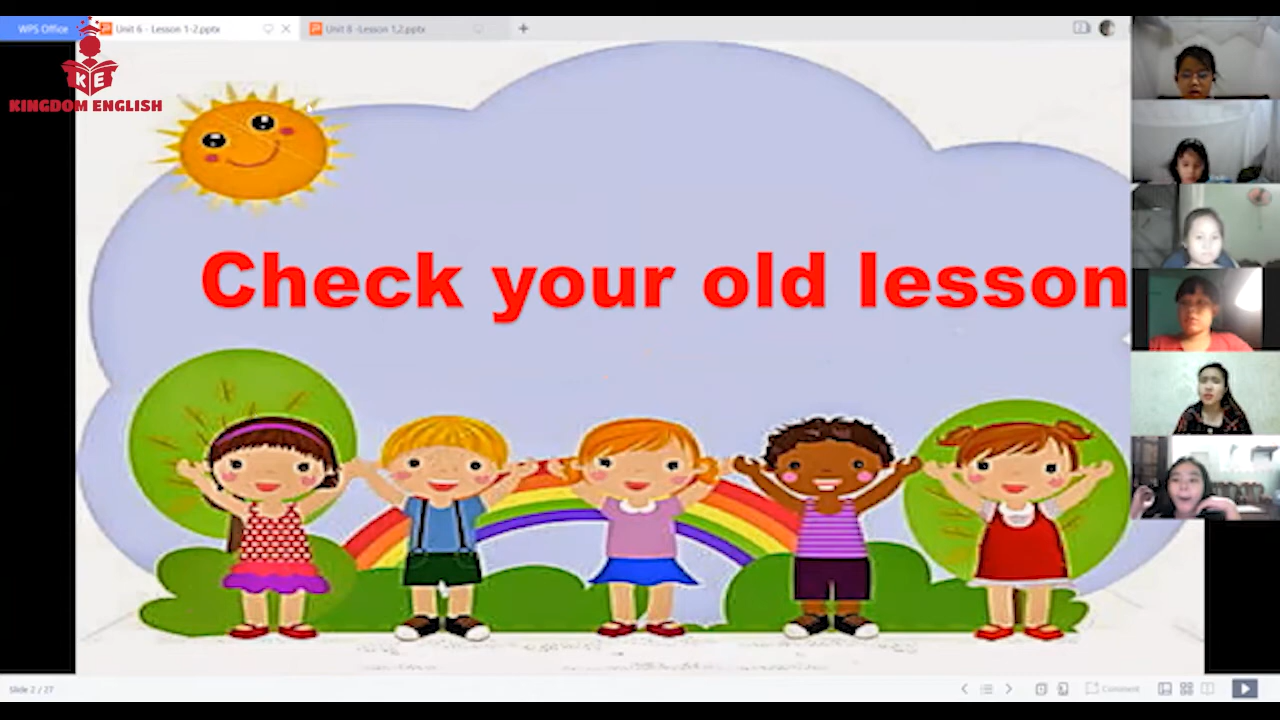 WPS Office
Unit 6 - Lesson 1-2.pptx
Unit 8 -Lesson 1,2.pptx
K E
KINGDOM ENGLISH
Check your old lesson
Slide 2 / 27
Comment